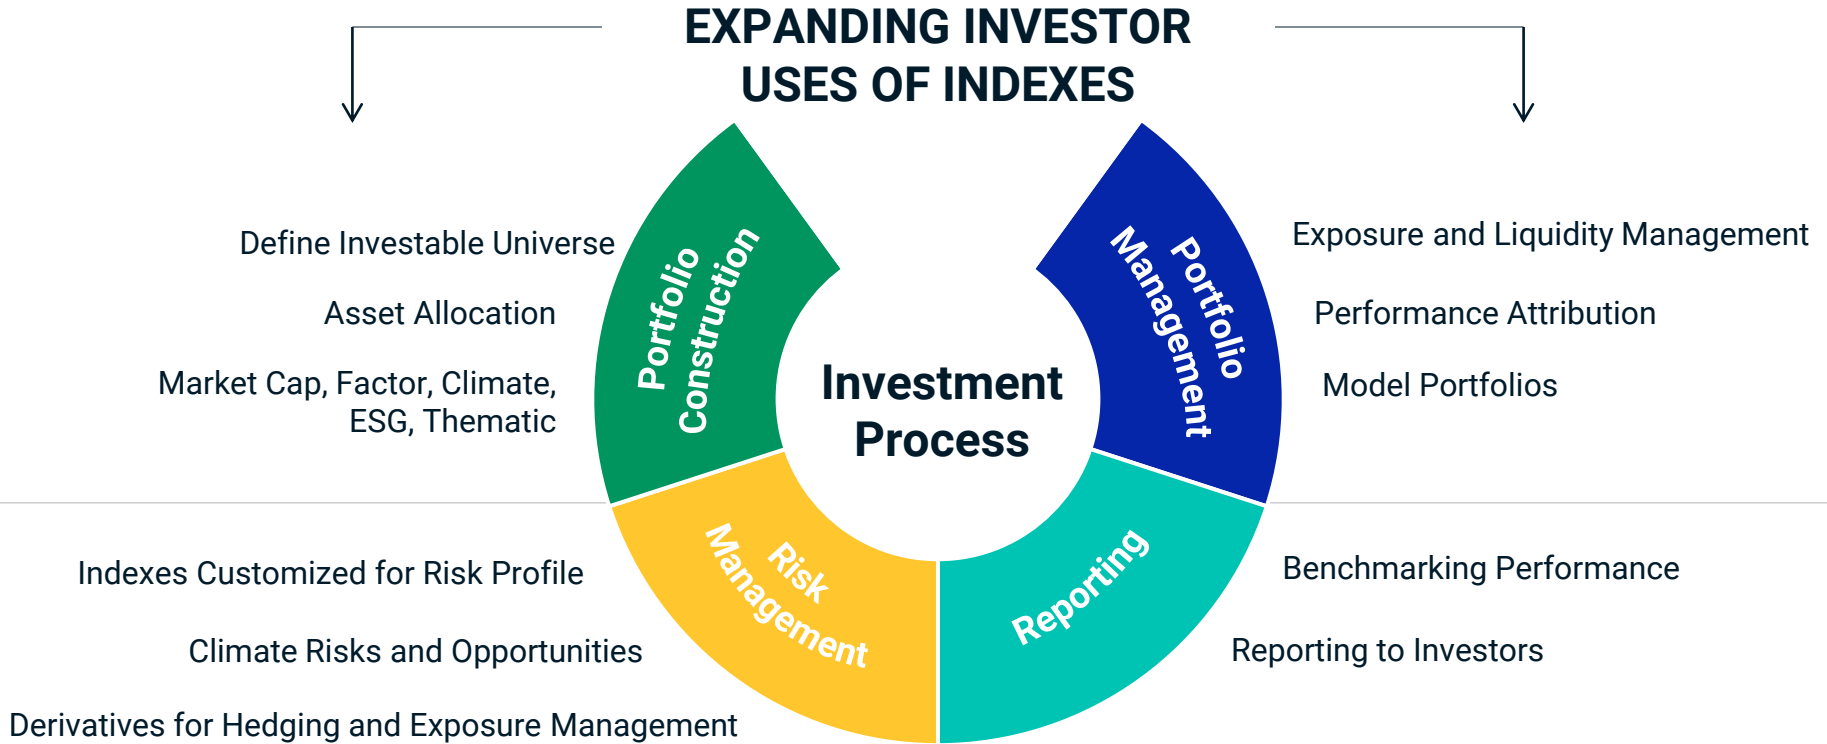 EXPANDING INVESTOR
USES OF INDEXES
Define Investable Universe
Asset Allocation
Market Cap, Factor, Climate,
ESG, Thematic
Portfolio
Construction
Investment
Process
Portfolio
Management
Exposure and Liquidity Management
Performance Attribution
Model Portfolios
Indexes Customized for Risk Profile
Climate Risks and Opportunities
Derivatives for Hedging and Exposure Management
Risk
Management
Reporting
Benchmarking Performance
Reporting to Investors